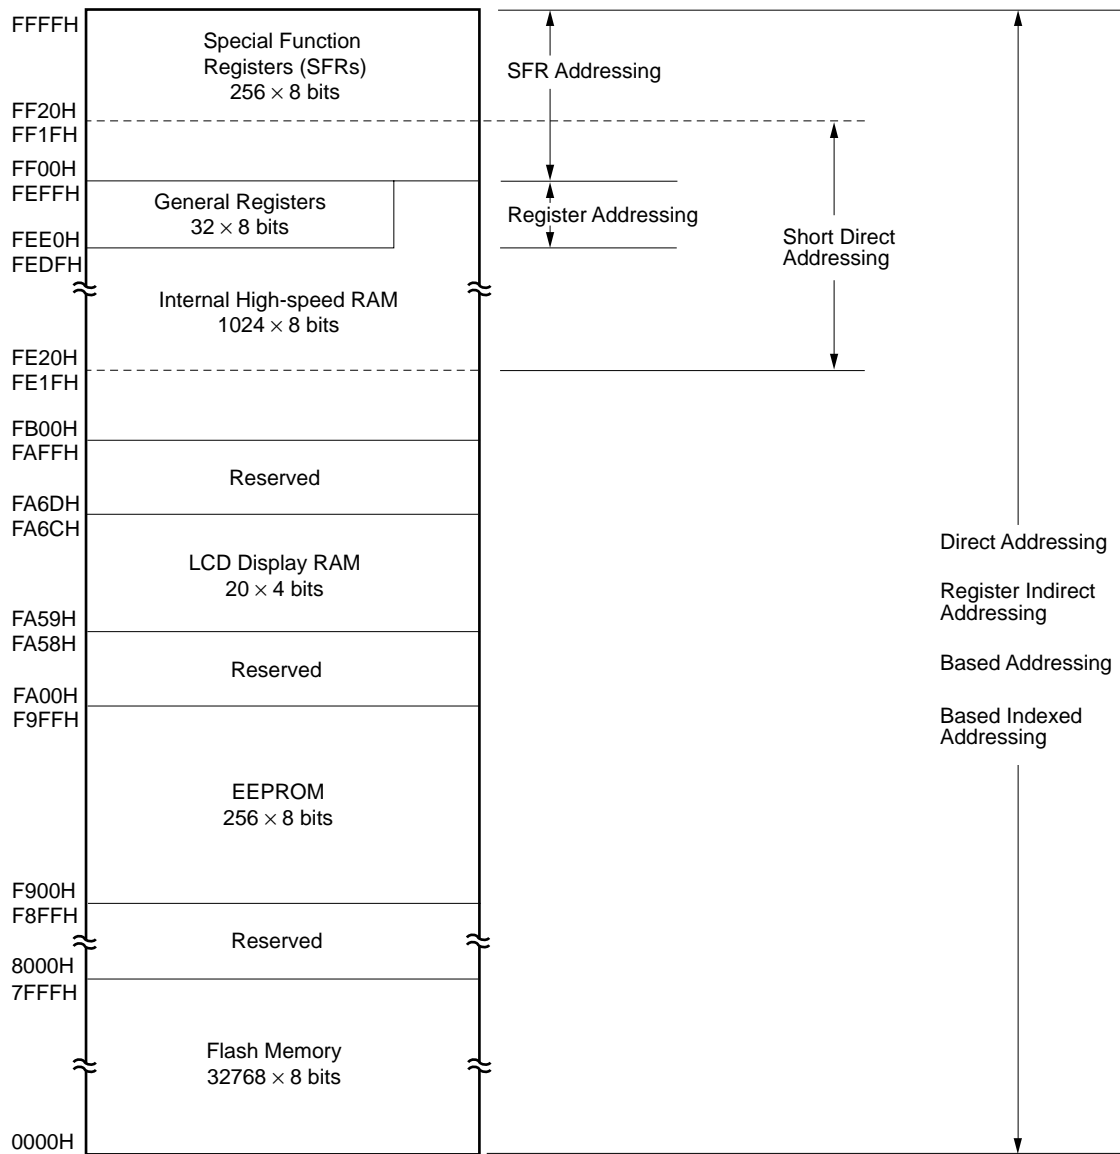 FFFFH
Special Function
Registers (SFRs)
256 × 8 bits
SFR Addressing
FF20H
FF1FH
FF00H
FEFFH
General Registers
32 × 8 bits
Register Addressing
FEE0H
FEDFH
Short Direct
Addressing
Internal High-speed RAM
1024 × 8 bits
FE20H
FE1FH
FB00H
FAFFH
Reserved
FA6DH
FA6CH
LCD Display RAM
20 × 4 bits
Direct Addressing
Register Indirect
Addressing
FA59H
FA58H
Reserved
Based Addressing
FA00H
F9FFH
Based Indexed
Addressing
EEPROM
256 × 8 bits
F900H
F8FFH
Reserved
8000H
7FFFH
Flash Memory
32768 × 8 bits
0000H